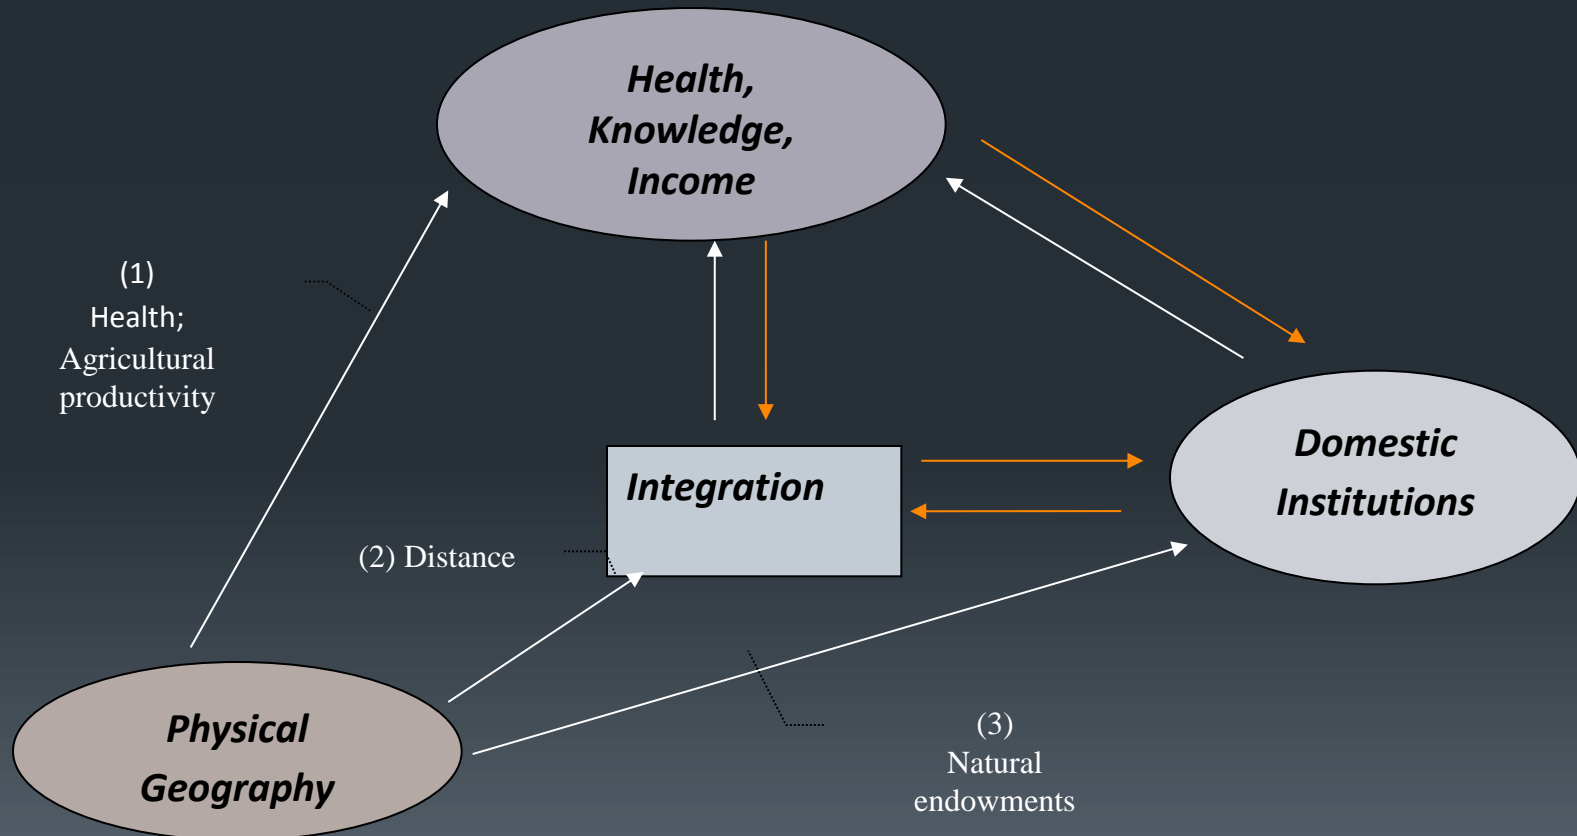 Health,
Knowledge,
Income
(1)
Health;
Agricultural
productivity
Domestic
Institutions
Integration
(2) Distance
Physical
Geography
(3)
Natural
endowments